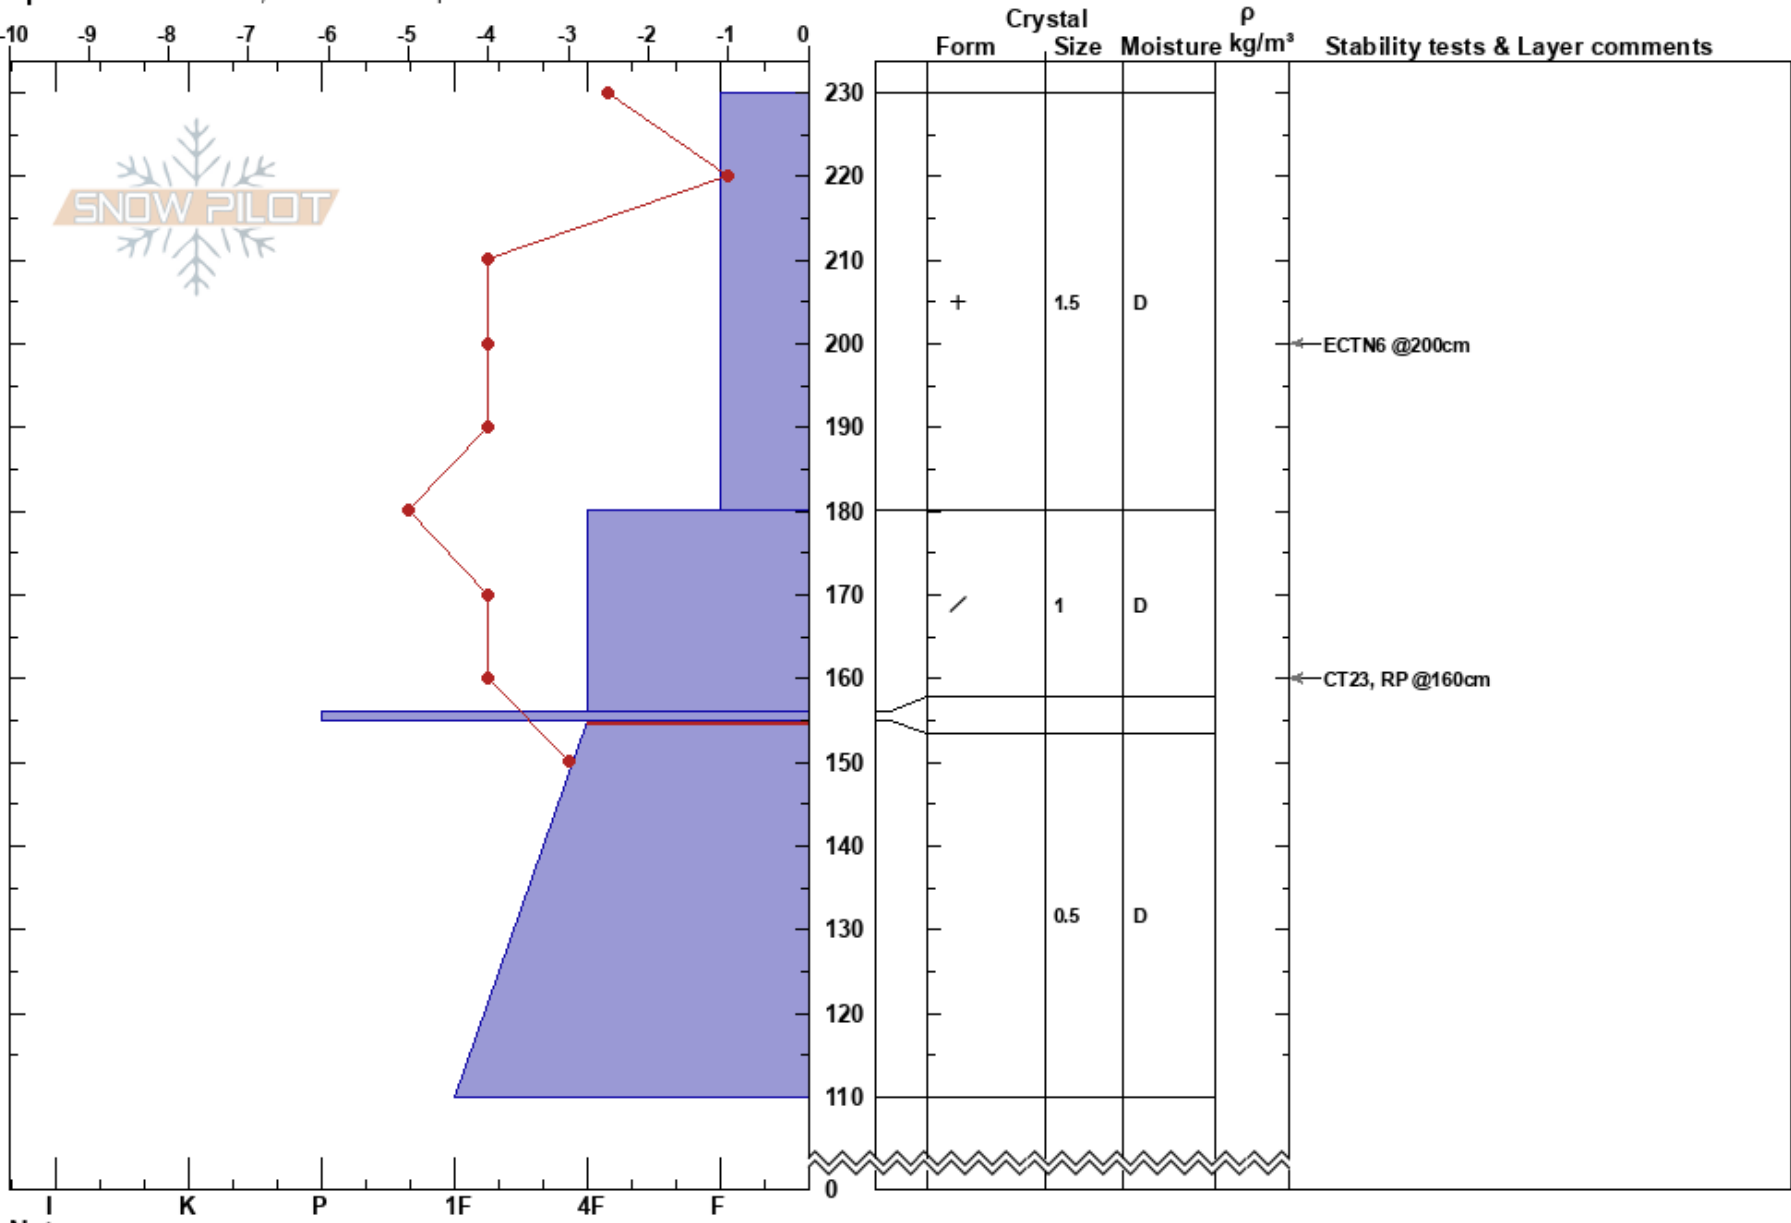 -10 -9 -8 -7 -6 -5 -4 -3 -2 -1 0
Crystal ρ
Form Size Moisture kg/m³ Stability tests & Layer comments
230
SNOW PILOT
220
210
+ 1.5 D
200 ECTN6 @200cm
190
180
170
1 D
160 CT23, RP @160cm
150
140
130
0.5 D
120
110
0
I K P 1F 4F F